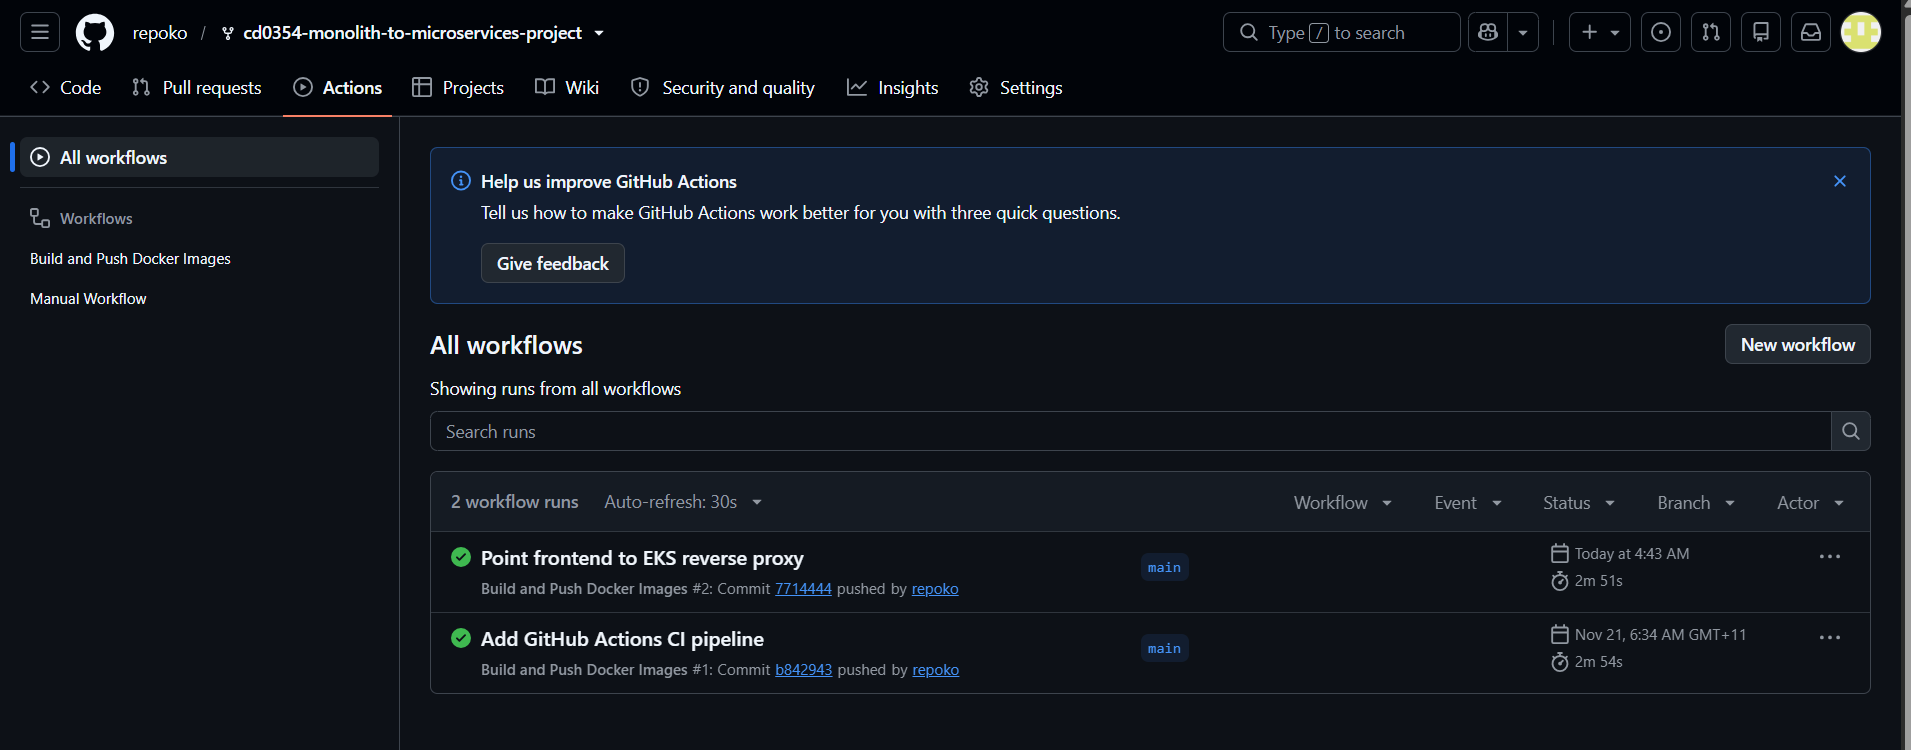 repoko / cd0354-monolith-to-microservices-project
Type / to search
Code Pull requests Actions Projects Wiki Security and quality Insights Settings
All workflows
Workflows
Build and Push Docker Images
Manual Workflow
Help us improve GitHub Actions
Tell us how to make GitHub Actions work better for you with three quick questions.
Give feedback
All workflows
New workflow
Showing runs from all workflows
Search runs
2 workflow runs Auto-refresh: 30s Workflow Event Status Branch Actor
Point frontend to EKS reverse proxy
Build and Push Docker Images #2: Commit 7714444 pushed by repoko
main
Today at 4:43 AM
2m 51s
Add GitHub Actions CI pipeline
Build and Push Docker Images #1: Commit b842943 pushed by repoko
main
Nov 21, 6:34 AM GMT+11
2m 54s